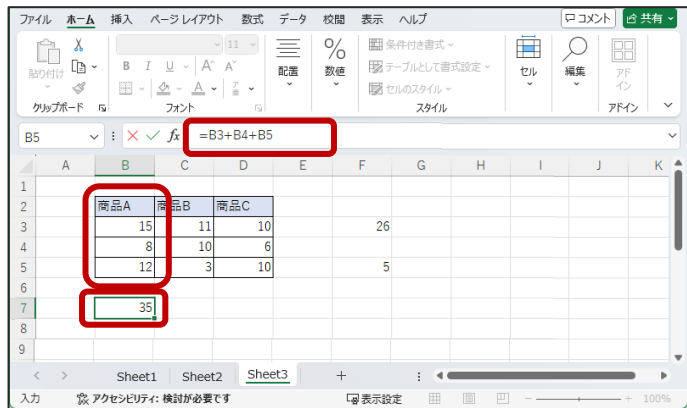 ファイル ホーム 挿入 ページ レイアウト 数式 データ 校閲 表示 ヘルプ コメント 共有
貼り付け B I U A A 11 配置 % 数値 条件付き書式 テーブルとして書式設定 セルのスタイル セル 編集 アドイン
クリップボード フォント スタイル アドイン
B5 fx =B3+B4+B5
A B C D E F G H I J K
1
2 商品A 商品B 商品C
3 15 11 10 26
4 8 10 6
5 12 3 10 5
6
7 35
8
9
Sheet1 Sheet2 Sheet3 +
入力 アクセシビリティ: 検討が必要です 表示設定 - + 100%